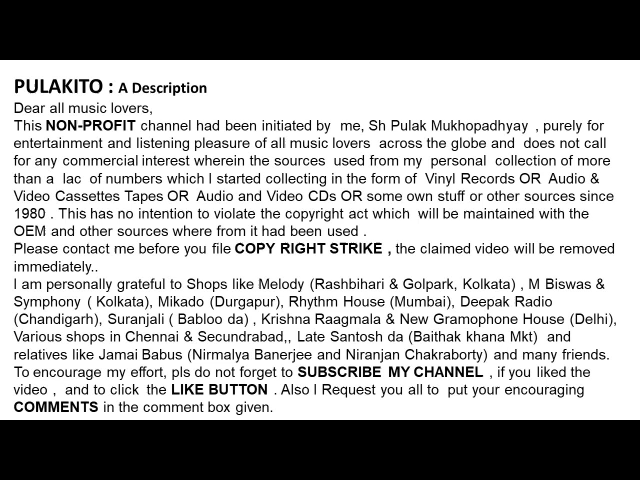 PULAKITO : A Description
Dear all music lovers,
This NON-PROFIT channel had been initiated by me, Sh Pulak Mukhopadhyay , purely for
entertainment and listening pleasure of all music lovers across the globe and does not call
for any commercial interest wherein the sources used from my personal collection of more
than a lac of numbers which I started collecting in the form of Vinyl Records OR Audio &
Video Cassettes Tapes OR Audio and Video CDs OR some own stuff or other sources since
1980 . This has no intention to violate the copyright act which will be maintained with the
OEM and other sources where from it had been used .
Please contact me before you file COPY RIGHT STRIKE , the claimed video will be removed
immediately..
I am personally grateful to Shops like Melody (Rashbihari & Golpark, Kolkata) , M Biswas &
Symphony ( Kolkata), Mikado (Durgapur), Rhythm House (Mumbai), Deepak Radio
(Chandigarh), Suranjali ( Babloo da) , Krishna Raagmala & New Gramophone House (Delhi),
Various shops in Chennai & Secundrabad,, Late Santosh da (Baithak khana Mkt) and
relatives like Jamai Babus (Nirmalya Banerjee and Niranjan Chakraborty) and many friends.
To encourage my effort, pls do not forget to SUBSCRIBE MY CHANNEL , if you liked the
video , and to click the LIKE BUTTON . Also I Request you all to put your encouraging
COMMENTS in the comment box given.